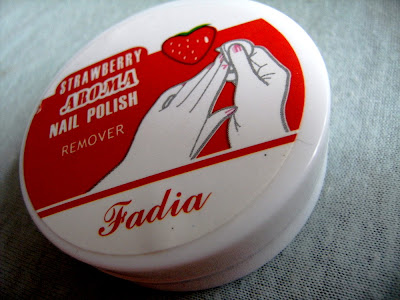 STRAWBERRY
AROMA
NAIL POLISH
REMOVER
Fadia